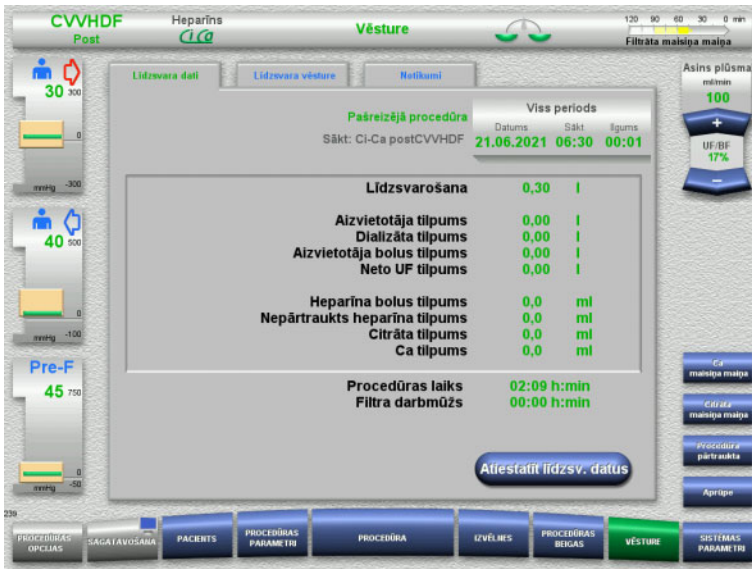 CVVHDF
Post
Heparīns
CiCa
Vēsture
120 90 60 30 0 min
Filtrāta maisiņa maiņa
30 300
0
mmHg -300
40 500
0
mmHg -100
Pre-F
45 750
0
mmHg -50
239
Līdzsvara dati
Līdzsvara vēsture
Notikumi
Pašreizējā procedūra
Sākt: Ci-Ca postCVVHDF
Viss periods
Datums Sākt Ilgums
21.06.2021 06:30 00:01
Līdzsvarošana 0,30 l
Aizvietotāja tilpums 0,00 l
Dializāta tilpums 0,00 l
Aizvietotāja bolus tilpums 0,00 l
Neto UF tilpums 0,00 l
Heparīna bolus tilpums 0,0 ml
Nepārtraukts heparīna tilpums 0,0 ml
Citrāta tilpums 0,0 ml
Ca tilpums 0,0 ml
Procedūras laiks 02:09 h:min
Filtra darbmūžs 00:00 h:min
Atiestatīt līdzsv. datus
Asins plūsma
ml/min
100
+
UF/BF
17%
–
Ca
maisiņa maiņa
Citrāta
maisiņa maiņa
Procedūra
pārtraukta
Aprūpe
PROCEDŪRAS
OPCIJAS
SAGATAVOŠANA
PACIENTS
PROCEDŪRAS
PARAMETRI
PROCEDŪRA
IZVĒLNES
PROCEDŪRAS
BEIGAS
VĒSTURE
SISTĒMAS
PARAMETRI